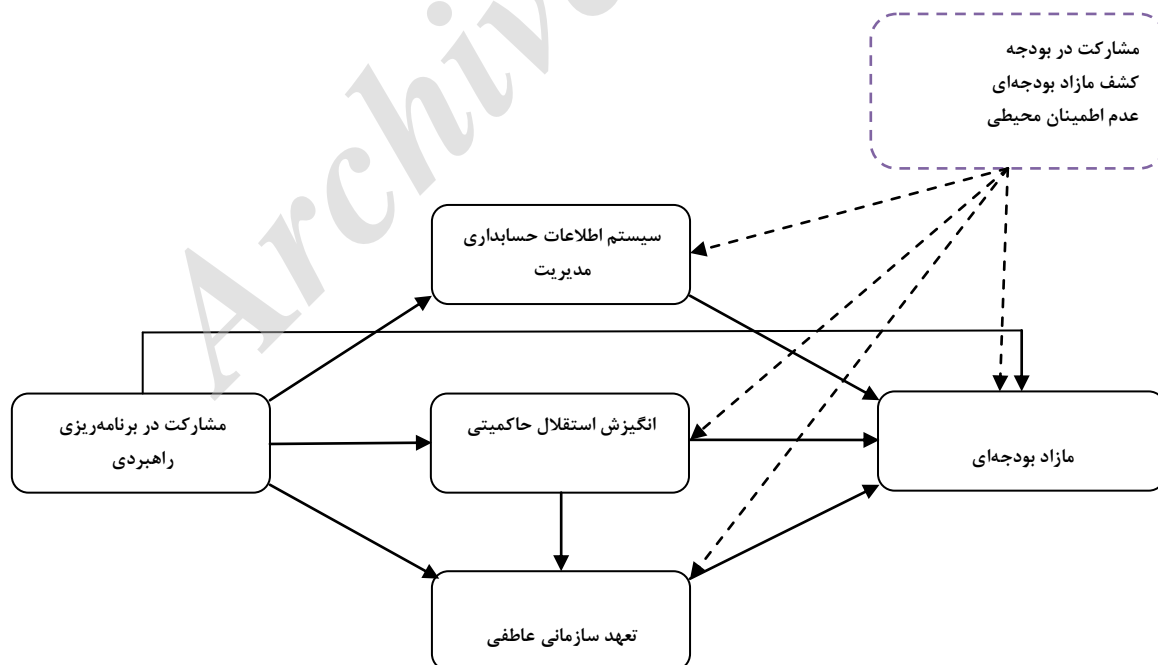 مشارکت در بودجه
کشف مازاد بودجه‌ای
عدم اطمینان محیطی
سیستم اطلاعات حسابداری
مدیریت
مشارکت در برنامه‌ریزی
راهبردی
انگیزش استقلال حاکمیتی
مازاد بودجه‌ای
تعهد سازمانی عاطفی
Archive